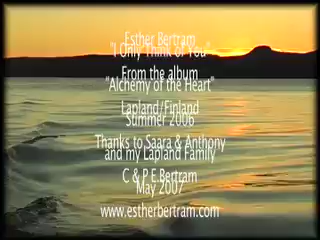 Esther Bertram
"I Only Think of You"
From the album
"Alchemy of the Heart"
Lapland/Finland
Summer 2006
Thanks to Saara & Anthony
and my Lapland Family
C & P E.Bertram
May 2007
www.estherbertram.com